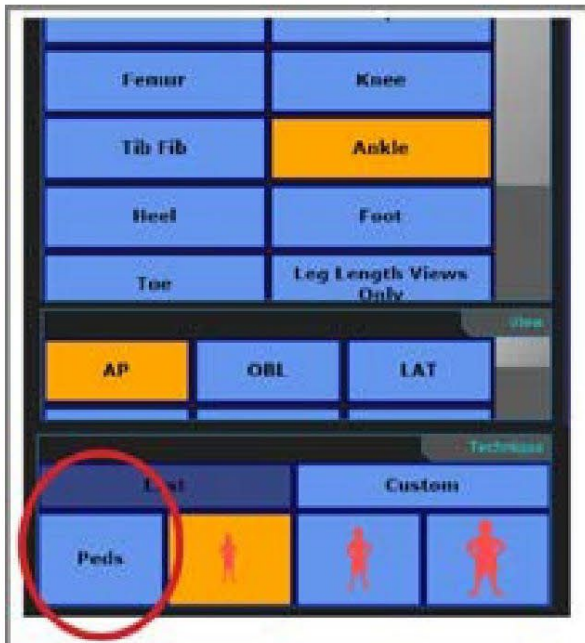 Femur Knee
Tib Fib Ankle
Heel Foot
Toe Leg Length Views
Only
View
AP OBL LAT
Technique
Custom
Peds